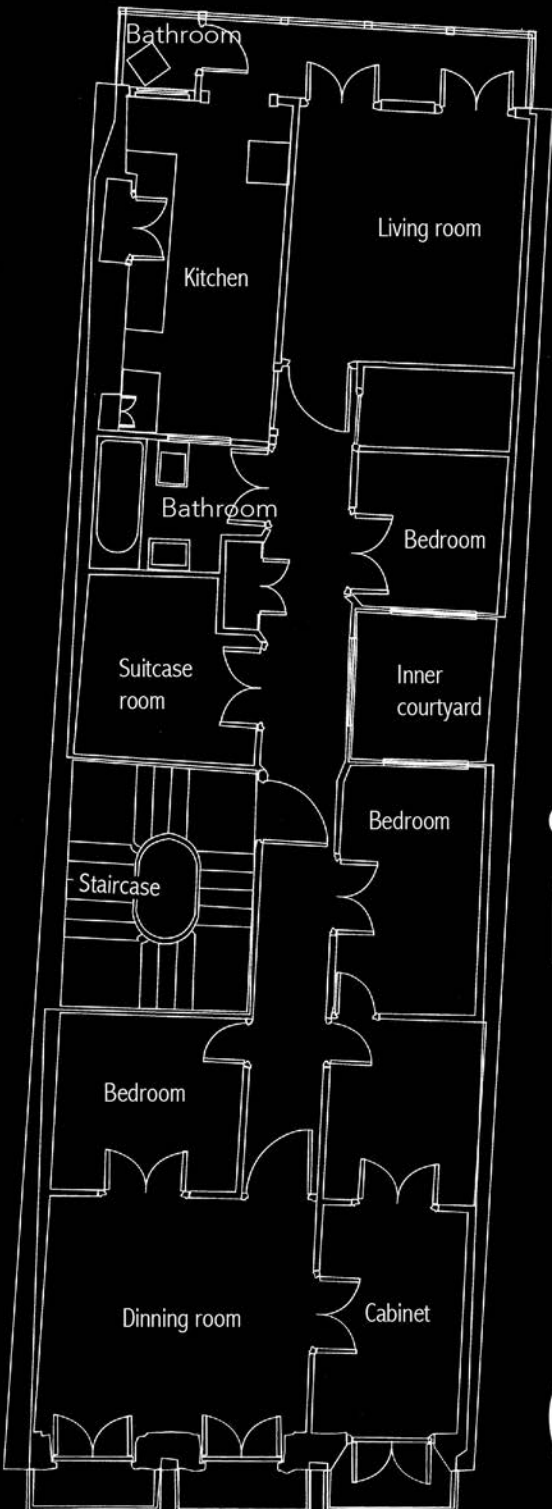 Bathroom
Living room
Kitchen
Bathroom
Bedroom
Suitcase
room
Inner
courtyard
Bedroom
Staircase
Bedroom
Dinning room
Cabinet